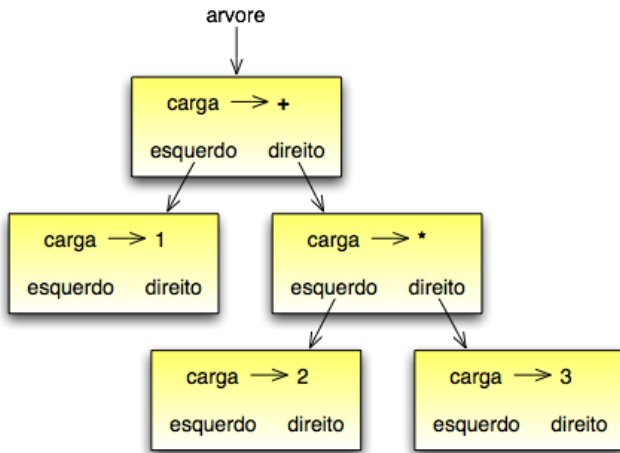 arvore
carga + 
esquerdo direito
carga 1
carga *
esquerdo direito
esquerdo direito
carga 2
carga 3
esquerdo direito
esquerdo direito